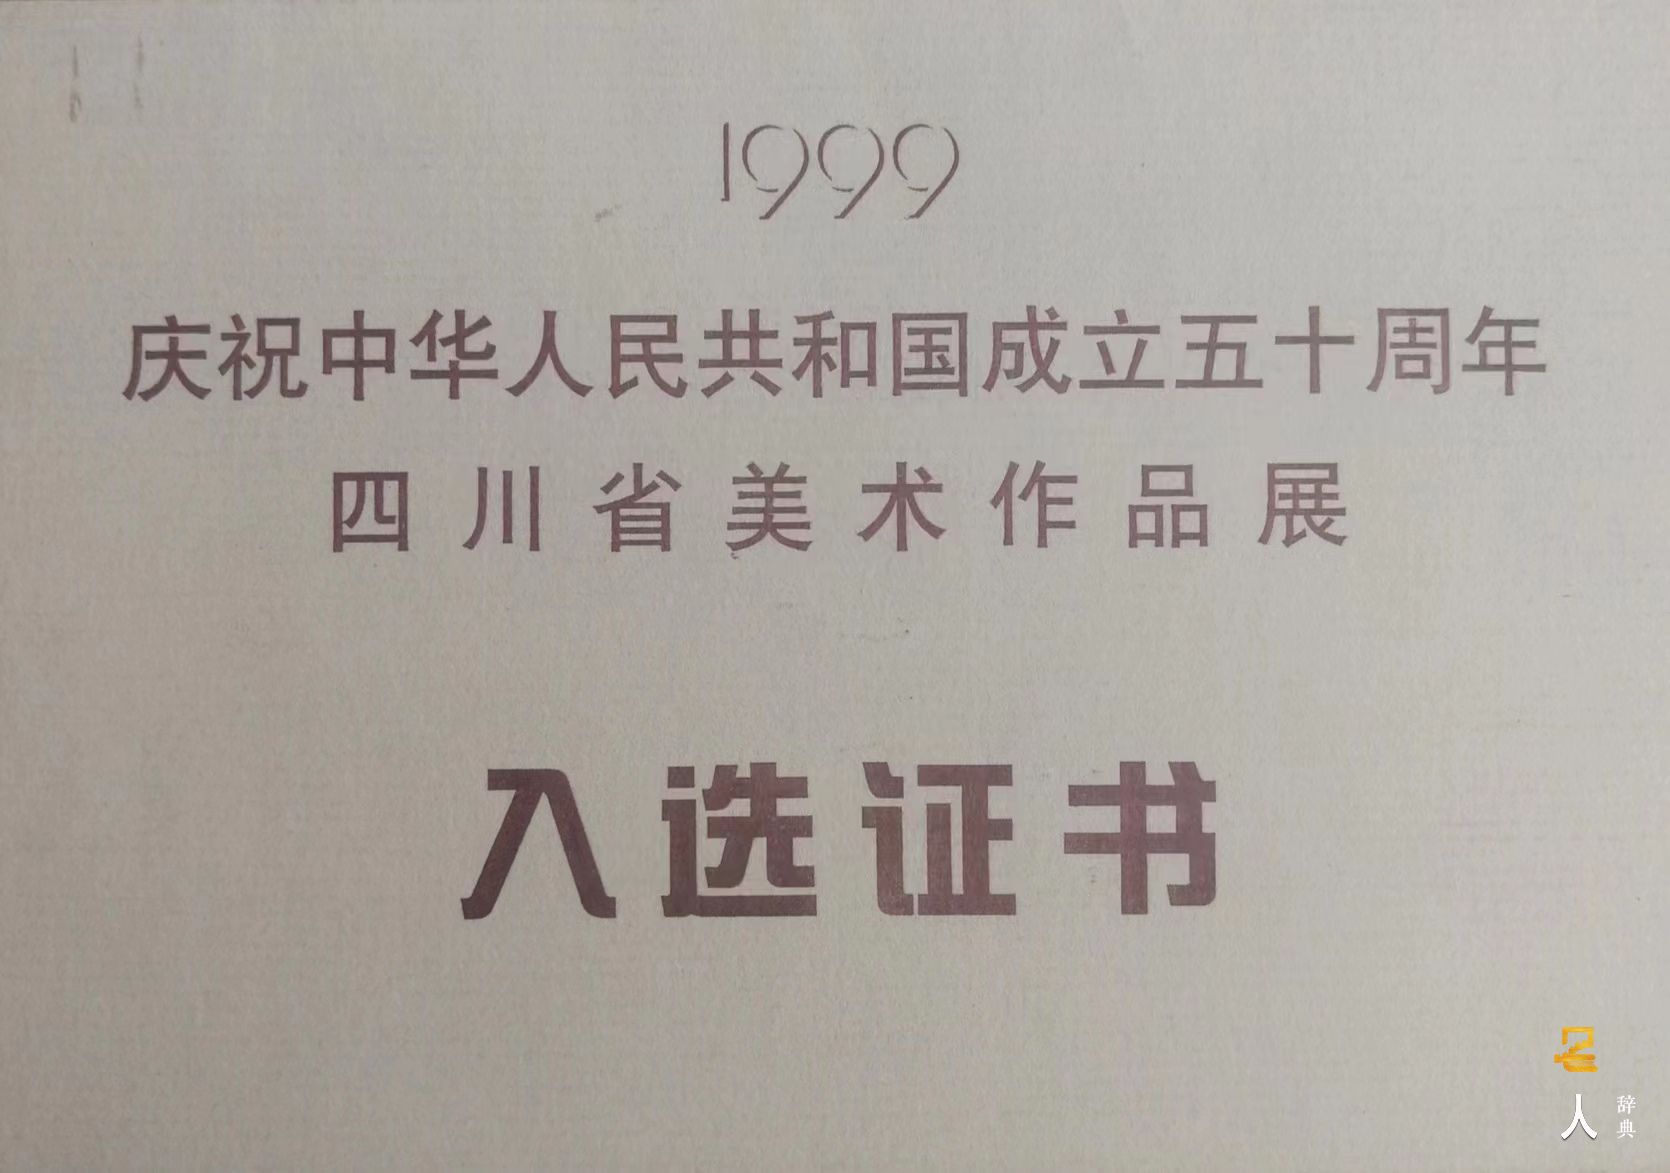 1999
庆祝中华人民共和国成立五十周年
四川省美术作品展
入选证书
名
人 辞典